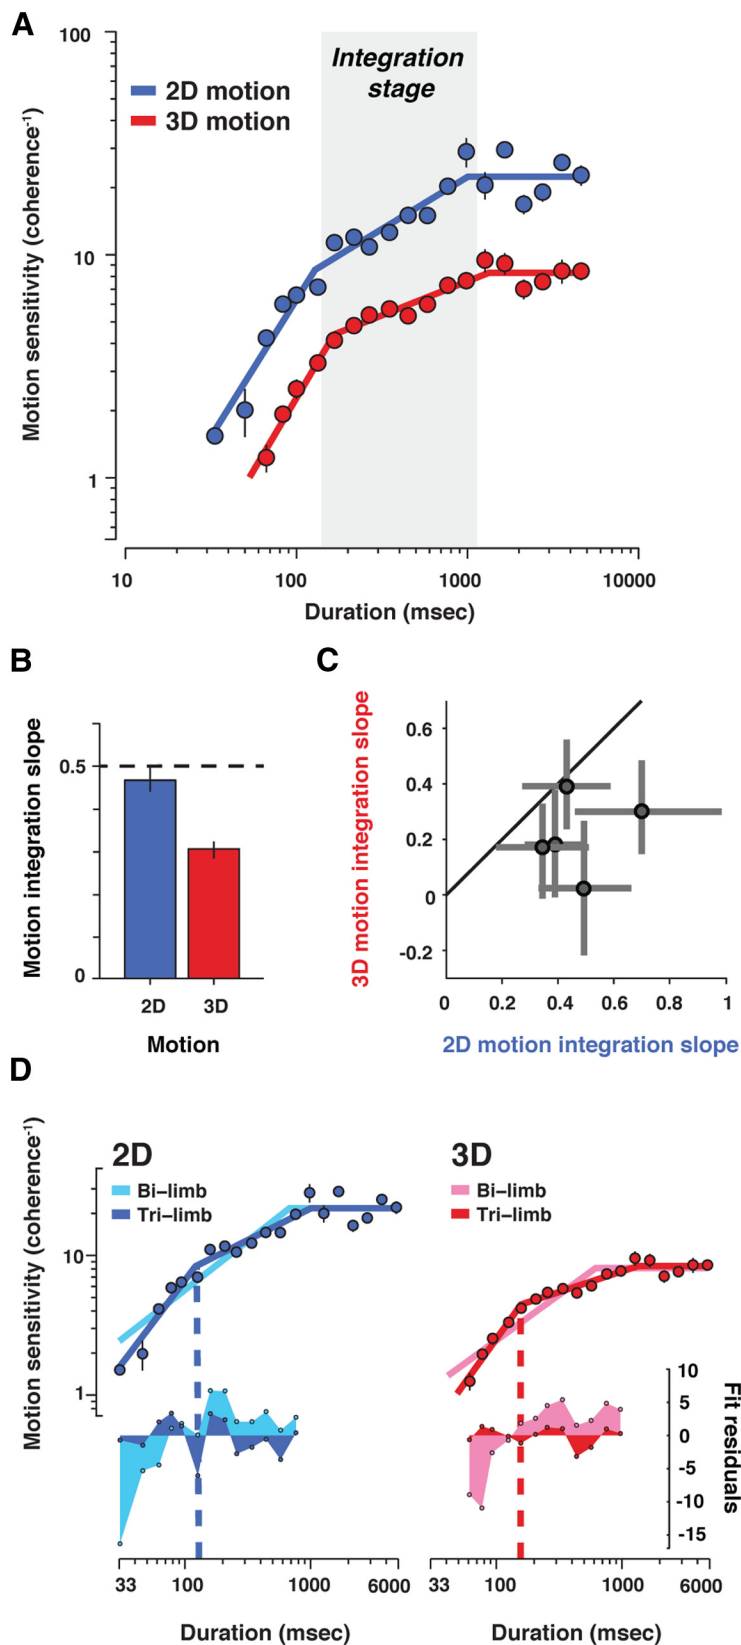 A
Motion sensitivity (coherence-1)
100
10
1
2D motion
3D motion
Integration
stage
10
100
1000
10000
Duration (msec)
B
Motion integration slope
0.5
0
2D
3D
Motion
C
3D motion integration slope
0.6
0.4
0.2
0
-0.2
0
0.2
0.4
0.6
0.8
1
2D motion integration slope
D
Motion sensitivity (coherence-1)
2D
Bi-limb
Tri-limb
10
1
33
100
1000
6000
Duration (msec)
3D
Bi-limb
Tri-limb
10
5
0
-5
-10
-15
Fit residuals
33
100
1000
6000
Duration (msec)